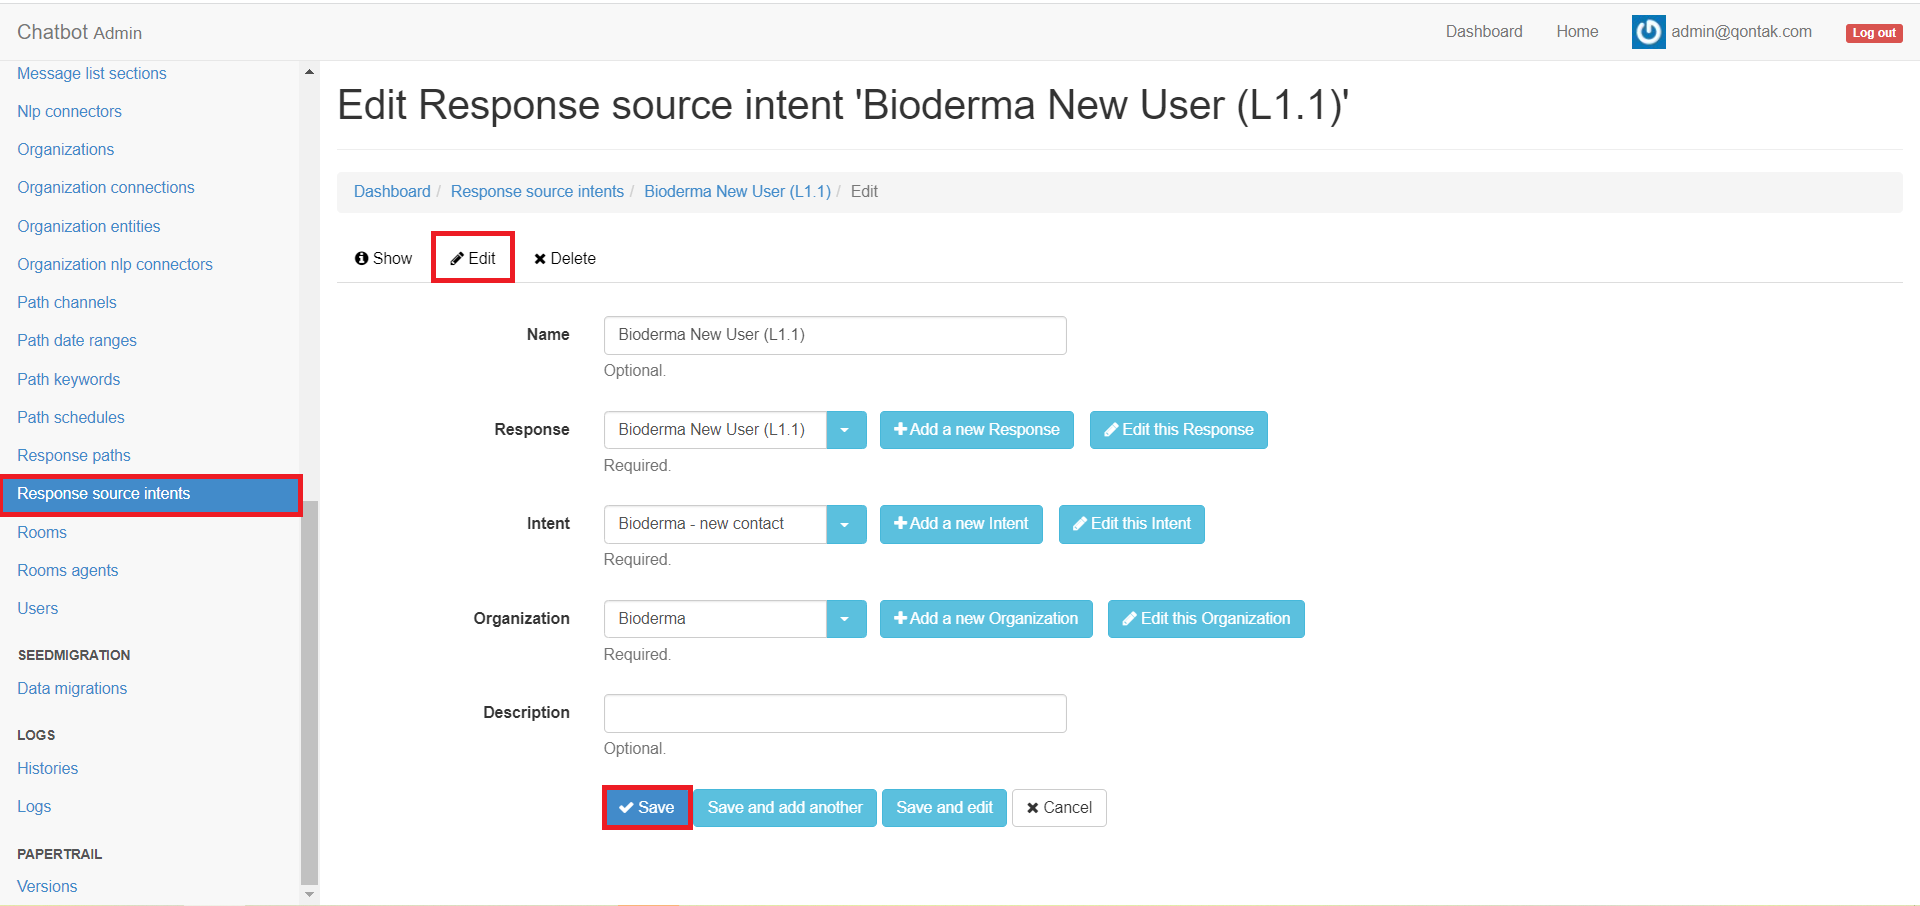 Chatbot Admin
Dashboard
Home
admin@qontak.com
Log out
Message list sections
Nlp connectors
Organizations
Organization connections
Organization entities
Organization nlp connectors
Path channels
Path date ranges
Path keywords
Path schedules
Response paths
Response source intents
Rooms
Rooms agents
Users
SEEDMIGRATION
Data migrations
LOGS
Histories
Logs
PAPERTRAIL
Versions
Edit Response source intent 'Bioderma New User (L1.1)'
Dashboard / Response source intents / Bioderma New User (L1.1) / Edit
Show
Edit
Delete
Name
Bioderma New User (L1.1)
Optional.
Response
Bioderma New User (L1.1)
Add a new Response
Edit this Response
Required.
Intent
Bioderma - new contact
Add a new Intent
Edit this Intent
Required.
Organization
Bioderma
Add a new Organization
Edit this Organization
Required.
Description
Optional.
Save
Save and add another
Save and edit
Cancel